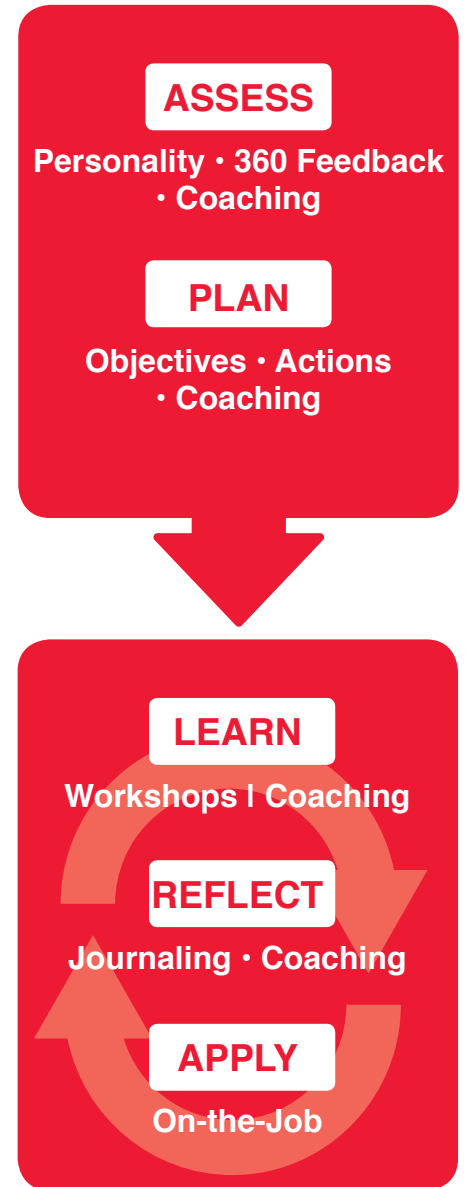 ASSESS
Personality • 360 Feedback
• Coaching
PLAN
Objectives • Actions
• Coaching
LEARN
Workshops | Coaching
REFLECT
Journaling • Coaching
APPLY
On-the-Job